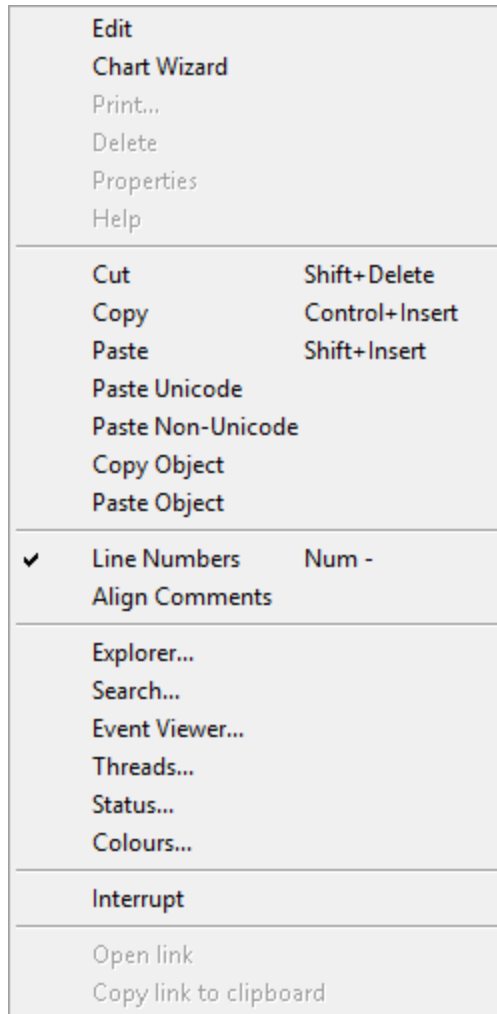 Edit
Chart Wizard
Print...
Delete
Properties
Help
Cut Shift+Delete
Copy Control+Insert
Paste Shift+Insert
Paste Unicode
Paste Non-Unicode
Copy Object
Paste Object
Line Numbers Num -
Align Comments
Explorer...
Search...
Event Viewer...
Threads...
Status...
Colours...
Interrupt
Open link
Copy link to clipboard